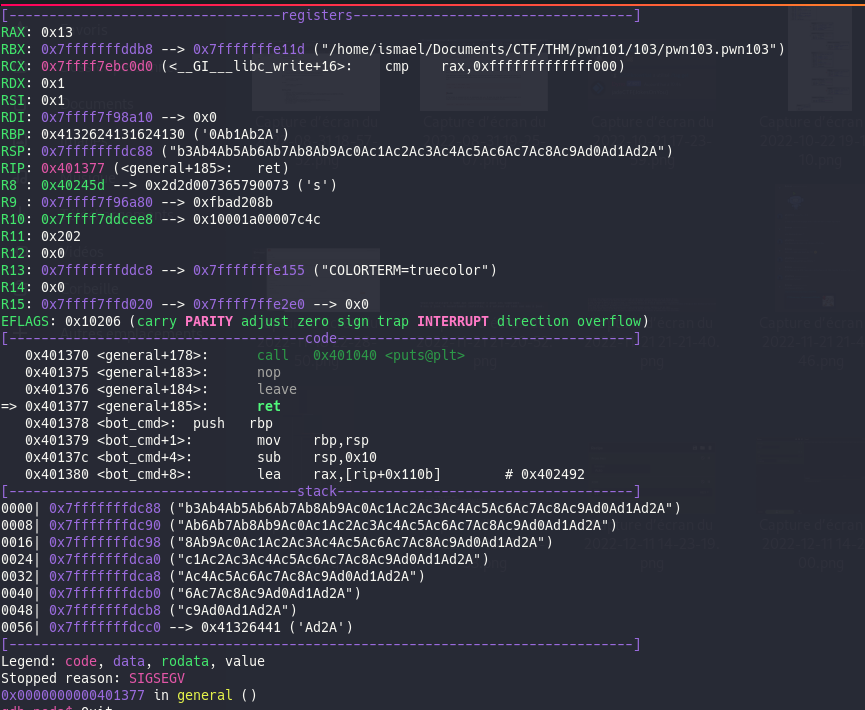 [----------------------------------registers-----------------------------------]
RAX: 0x13
RBX: 0x7fffffffddb8 --> 0x7fffffffe11d ("/home/ismael/Documents/CTF/THM/pwn101/103/pwn103.pwn103")
RCX: 0x7ffff7ebc0d0 (<__GI___libc_write+16>:    cmp    rax,0xfffffffffffff000)
RDX: 0x1
RSI: 0x1
RDI: 0x7ffff7f98a10 --> 0x0
RBP: 0x4132624131624130 ('0Ab1Ab2A')
RSP: 0x7fffffffdc88 ("b3Ab4Ab5Ab6Ab7Ab8Ab9Ac0Ac1Ac2Ac3Ac4Ac5Ac6Ac7Ac8Ac9Ad0Ad1Ad2A")
RIP: 0x401377 (<general+185>:   ret)
R8 : 0x40245d --> 0x2d2d007365790073 ('s')
R9 : 0x7ffff7f96a80 --> 0xfbad208b
R10: 0x7ffff7ddcee8 --> 0x10001a00007c4c
R11: 0x202
R12: 0x0
R13: 0x7fffffffddc8 --> 0x7fffffffe155 ("COLORTERM=truecolor")
R14: 0x0
R15: 0x7ffff7ffd020 --> 0x7ffff7ffe2e0 --> 0x0
EFLAGS: 0x10206 (carry PARITY adjust zero sign trap INTERRUPT direction overflow)
[-------------------------------------code-------------------------------------]
   0x401370 <general+178>:      call   0x401040 <puts@plt>
   0x401375 <general+183>:      nop
   0x401376 <general+184>:      leave
=> 0x401377 <general+185>:      ret
   0x401378 <bot_cmd>:  push   rbp
   0x401379 <bot_cmd+1>:        mov    rbp,rsp
   0x40137c <bot_cmd+4>:        sub    rsp,0x10
   0x401380 <bot_cmd+8>:        lea    rax,[rip+0x110b]        # 0x402492
[------------------------------------stack-------------------------------------]
0000| 0x7fffffffdc88 ("b3Ab4Ab5Ab6Ab7Ab8Ab9Ac0Ac1Ac2Ac3Ac4Ac5Ac6Ac7Ac8Ac9Ad0Ad1Ad2A")
0008| 0x7fffffffdc90 ("Ab6Ab7Ab8Ab9Ac0Ac1Ac2Ac3Ac4Ac5Ac6Ac7Ac8Ac9Ad0Ad1Ad2A")
0016| 0x7fffffffdc98 ("8Ab9Ac0Ac1Ac2Ac3Ac4Ac5Ac6Ac7Ac8Ac9Ad0Ad1Ad2A")
0024| 0x7fffffffdca0 ("c1Ac2Ac3Ac4Ac5Ac6Ac7Ac8Ac9Ad0Ad1Ad2A")
0032| 0x7fffffffdca8 ("Ac4Ac5Ac6Ac7Ac8Ac9Ad0Ad1Ad2A")
0040| 0x7fffffffdcb0 ("6Ac7Ac8Ac9Ad0Ad1Ad2A")
0048| 0x7fffffffdcb8 ("c9Ad0Ad1Ad2A")
0056| 0x7fffffffdcc0 --> 0x41326441 ('Ad2A')
[------------------------------------------------------------------------------]
Legend: code, data, rodata, value
Stopped reason: SIGSEGV
0x0000000000401377 in general ()